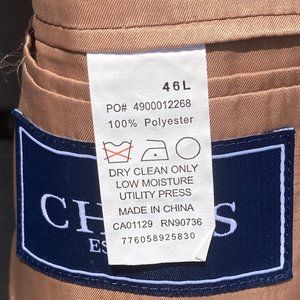 46L
PO# 4900012268
100% Polyester
DRY CLEAN ONLY
LOW MOISTURE
UTILITY PRESS
MADE IN CHINA
CA01129 RN90736
776058925830